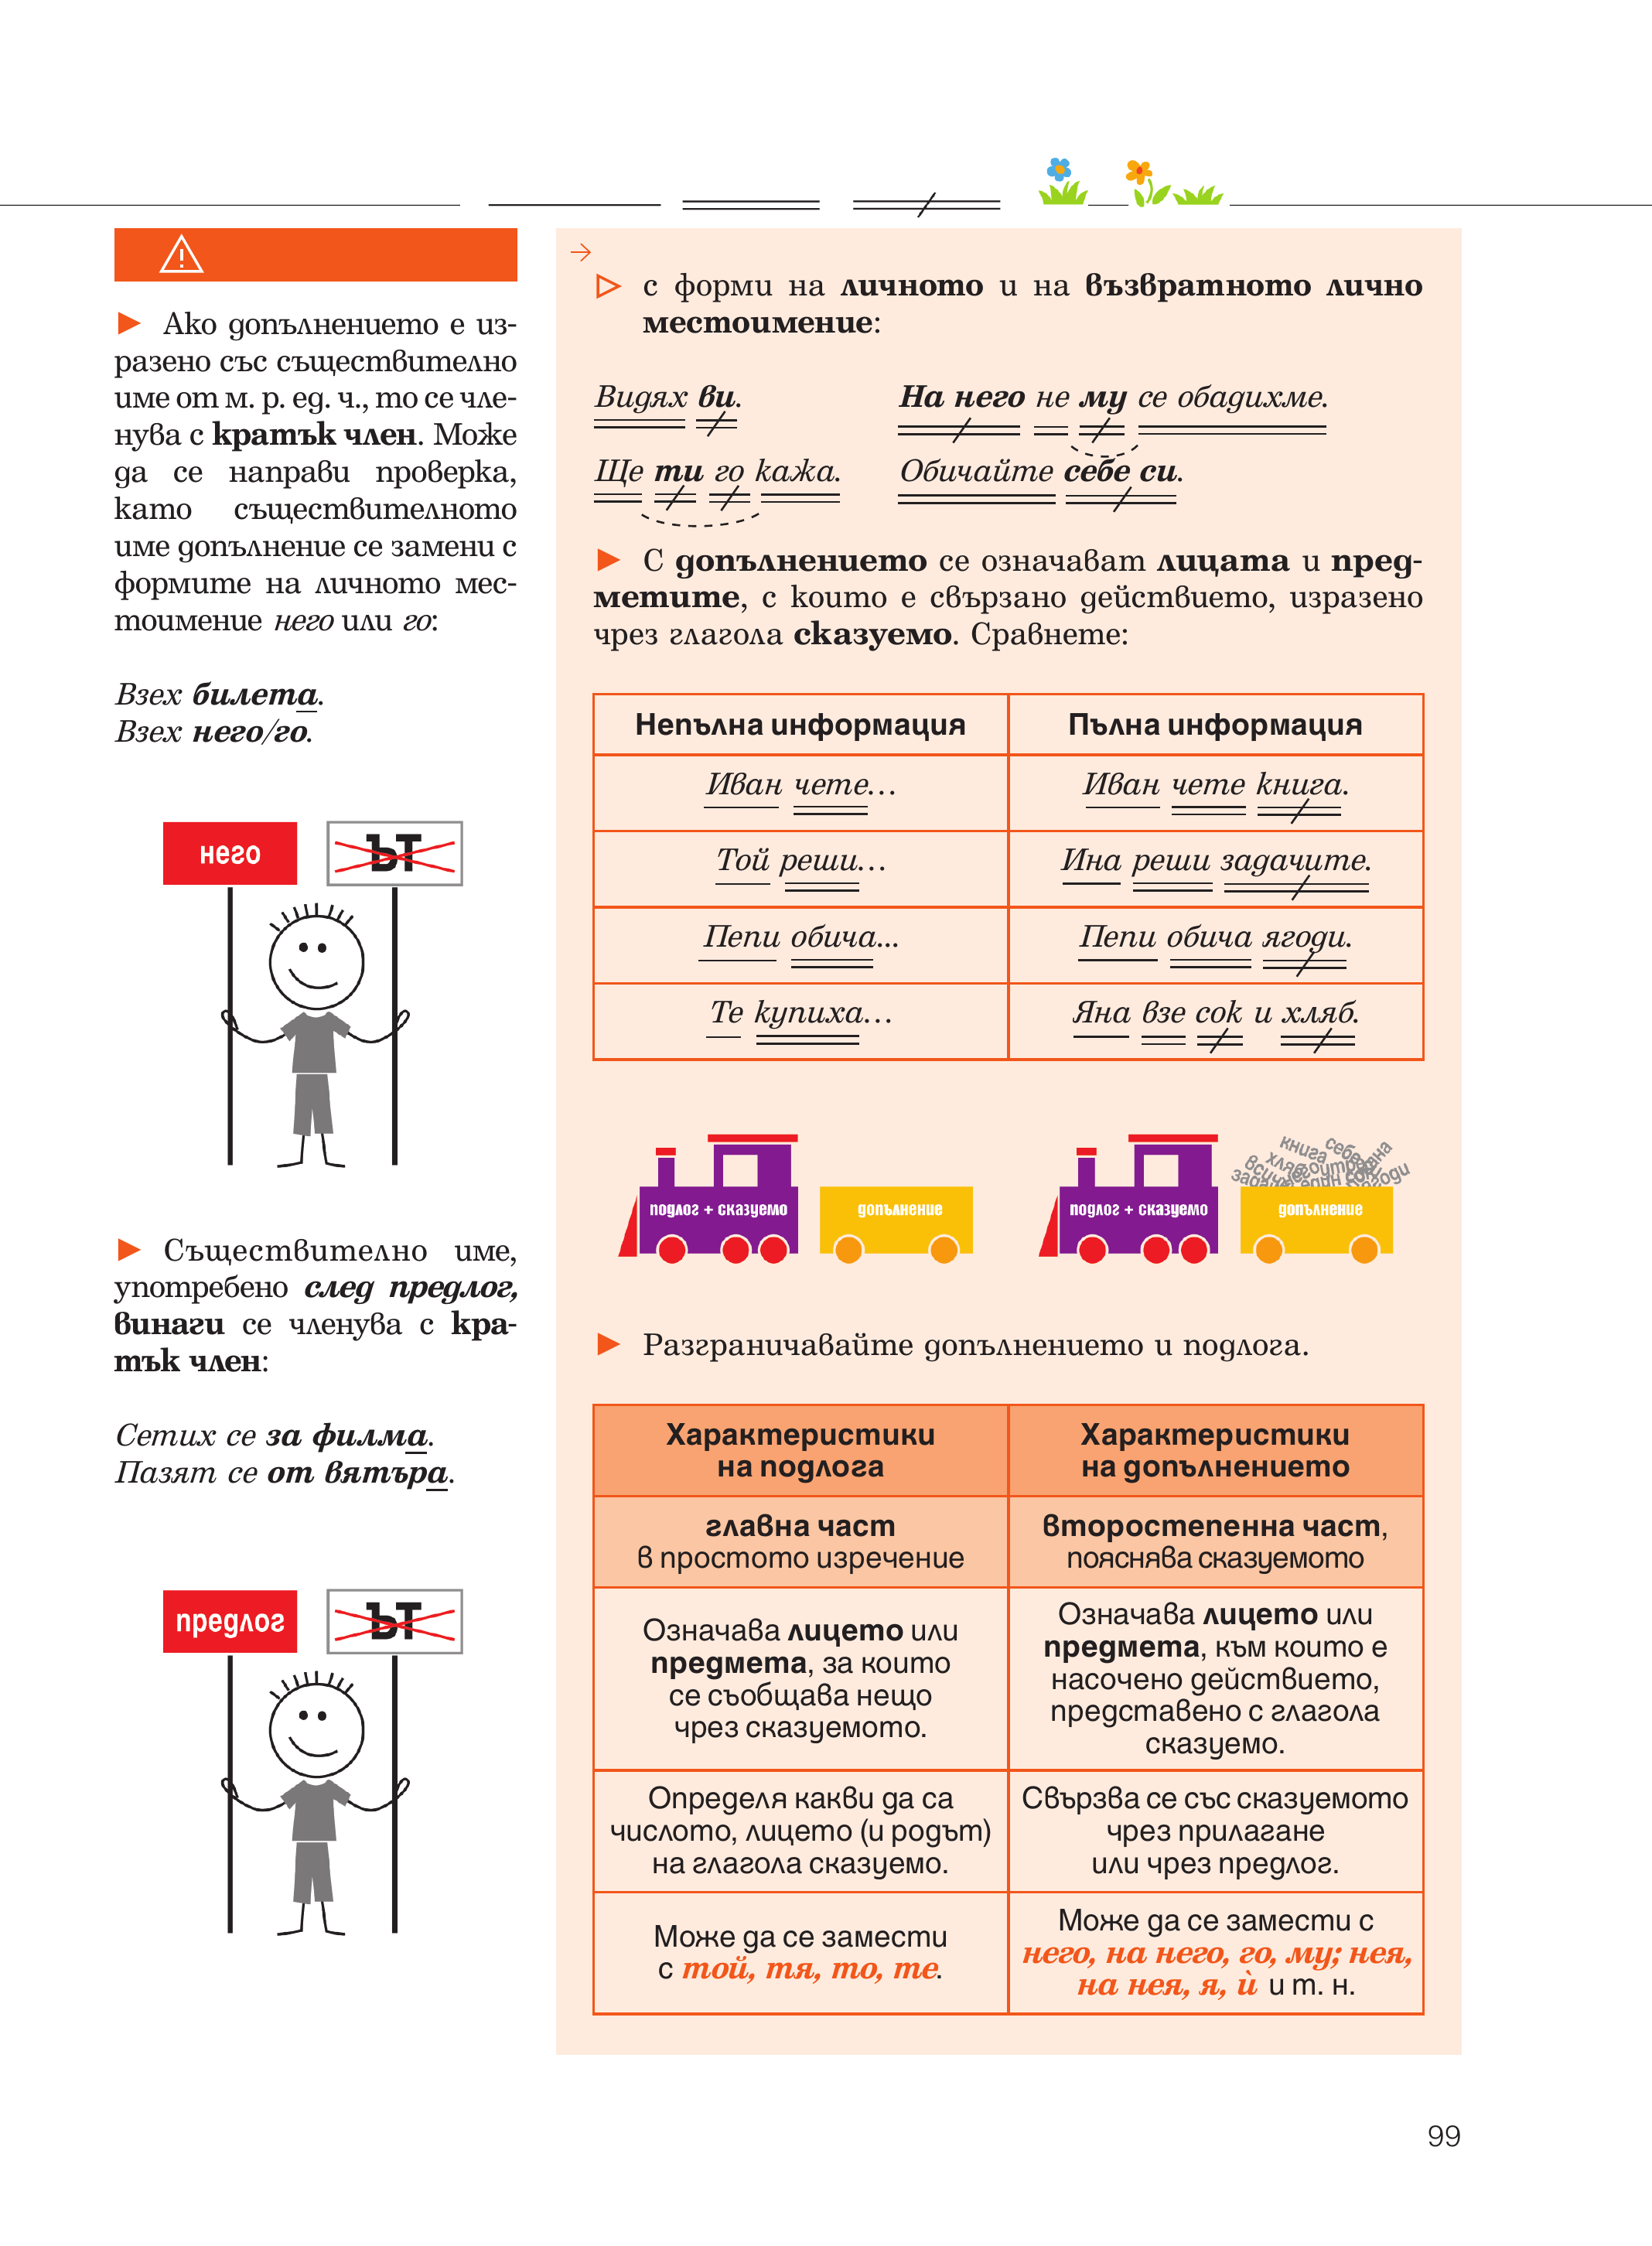 ► Ако допълнението е из-
разено със съществително
име от м. р. ед. ч., то се чле-
нува с кратък член. Може
да се направи проверка,
като съществителното
име допълнение се замени с
формите на личното мес-
тоимение него или го:
Взех билета.
Взех него/го.
него
ът
► Съществително име,
употребено след предлог,
винаги се членува с кра-
тък член:
Сетих се за филма.
Пазят се от вятъра.
предлог
ът
→
▷ с форми на личното и на възвратното лично
местоимение:
Видях ви. На него не му се обадихме.
Ще ти го кажа. Обичайте себе си.
► С допълнението се означават лицата и пред-
метите, с които е свързано действието, изразено
чрез глагола сказуемо. Сравнете:
Непълна информация Пълна информация
Иван чете… Иван чете книга.
Той реши… Ина реши задачите.
Пепи обича... Пепи обича ягоди.
Те купиха… Яна взе сок и хляб.
книга себе
хляб
подлог + сказуемо допълнение подлог + сказуемо допълнение
► Разграничавайте допълнението и подлога.
Характеристики
на подлога
Характеристики
на допълнението
главна част
в простото изречение
второстепенна част,
пояснява сказуемото
Означава лицето или
предмета, за които
се съобщава нещо
чрез сказуемото.
Означава лицето или
предмета, към които е
насочено действието,
представено с глагола
сказуемо.
Определя какви да са
числото, лицето (и родът)
на глагола сказуемо.
Свързва се със сказуемото
чрез прилагане
или чрез предлог.
Може да се замести
с той, тя, то, те.
Може да се замести с
него, на него, го, му; нея,
на нея, я, ѝ и т. н.
99